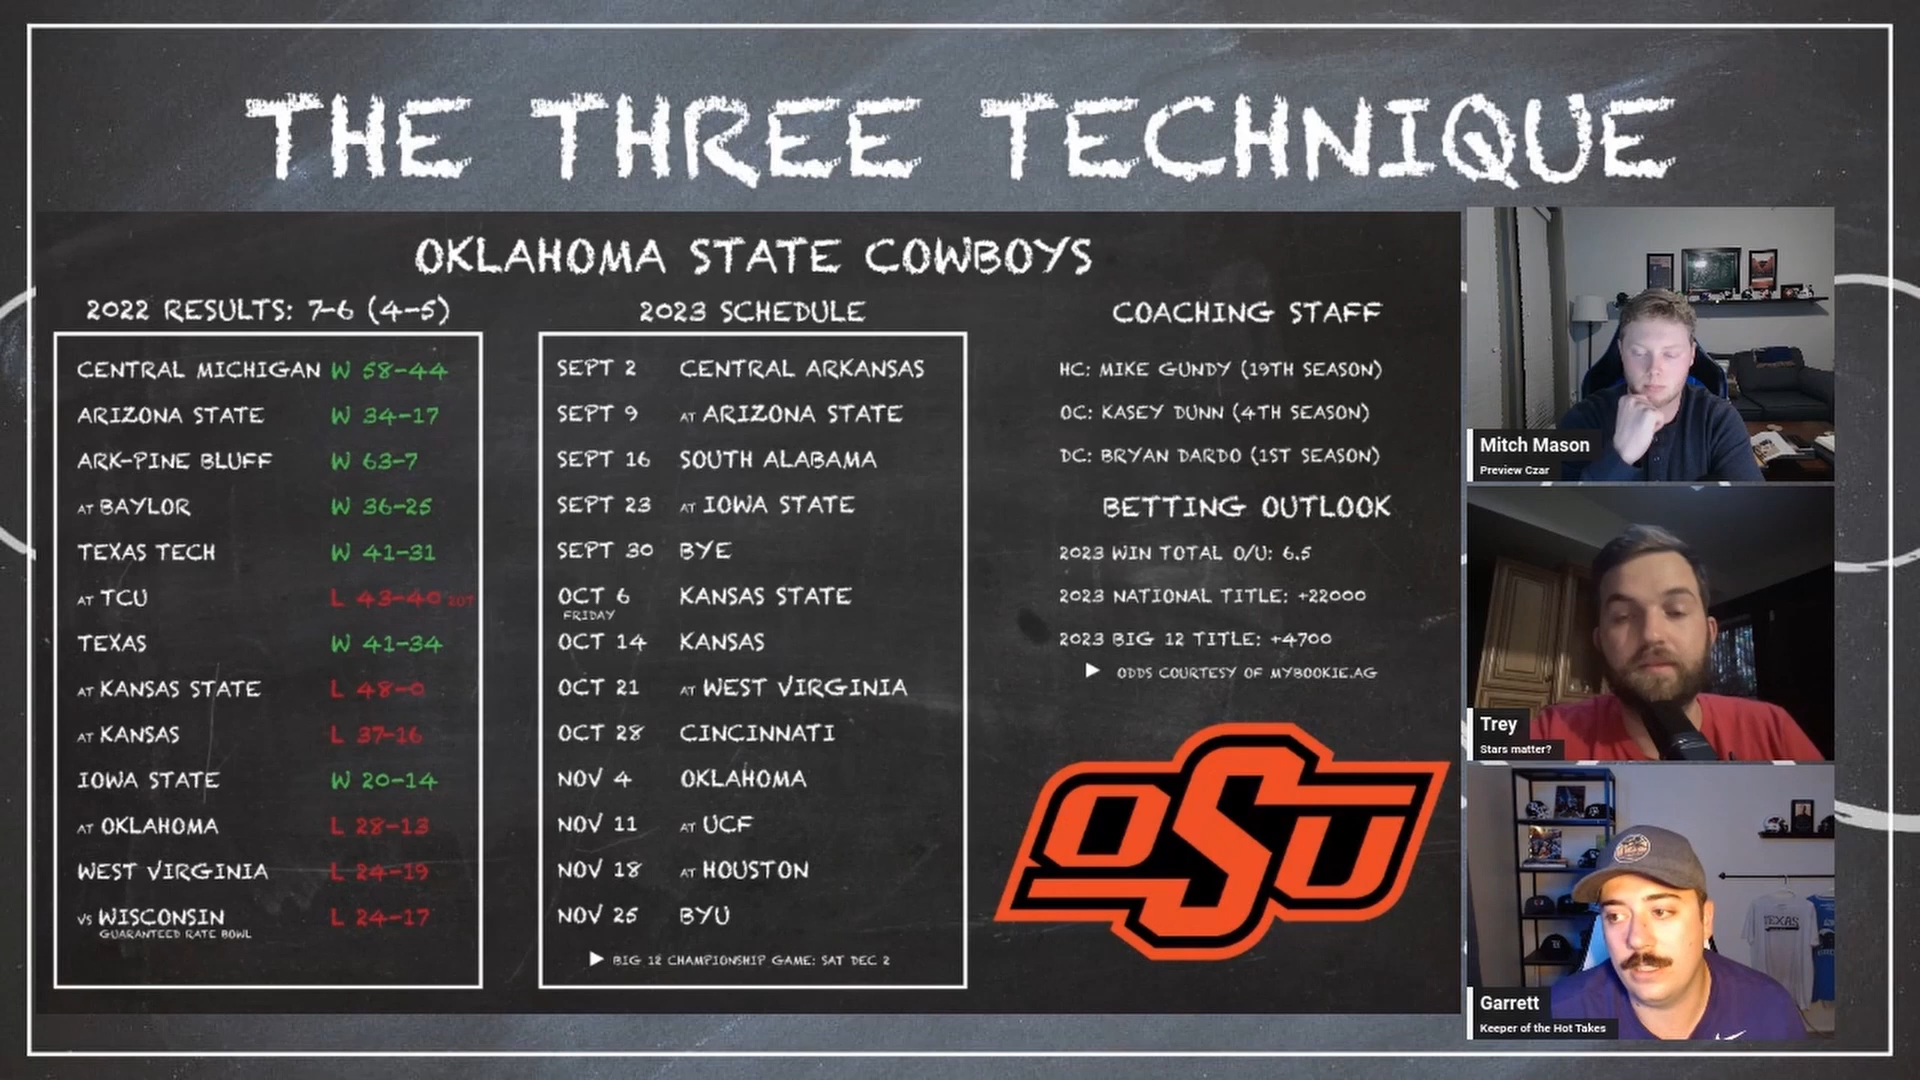 THE THREE TECHNIQUE
OKLAHOMA STATE COWBOYS
2022 RESULTS: 7-6 (4-5)
CENTRAL MICHIGAN W 58-44
ARIZONA STATE W 34-17
ARK-PINE BLUFF W 63-7
AT BAYLOR W 36-25
TEXAS TECH W 41-31
AT TCU L 43-40 2OT
TEXAS W 41-34
AT KANSAS STATE L 48-0
AT KANSAS L 37-16
IOWA STATE W 20-14
AT OKLAHOMA L 28-13
WEST VIRGINIA L 24-19
VS WISCONSIN L 24-17
GUARANTEED RATE BOWL
2023 SCHEDULE
SEPT 2 CENTRAL ARKANSAS
SEPT 9 AT ARIZONA STATE
SEPT 16 SOUTH ALABAMA
SEPT 23 AT IOWA STATE
SEPT 30 BYE
OCT 6 KANSAS STATE
FRIDAY
OCT 14 KANSAS
OCT 21 AT WEST VIRGINIA
OCT 28 CINCINNATI
NOV 4 OKLAHOMA
NOV 11 AT UCF
NOV 18 AT HOUSTON
NOV 25 BYU
▶ BIG 12 CHAMPIONSHIP GAME: SAT DEC 2
COACHING STAFF
HC: MIKE GUNDY (19TH SEASON)
OC: KASEY DUNN (4TH SEASON)
DC: BRYAN DARDO (1ST SEASON)
BETTING OUTLOOK
2023 WIN TOTAL O/U: 6.5
2023 NATIONAL TITLE: +22000
2023 BIG 12 TITLE: +4700
▶ ODDS COURTESY OF MYBOOKIE.AG
OSU
Mitch Mason
Preview Czar
Trey
Stars matter?
TEXAS
Garrett
Keeper of the Hot Takes